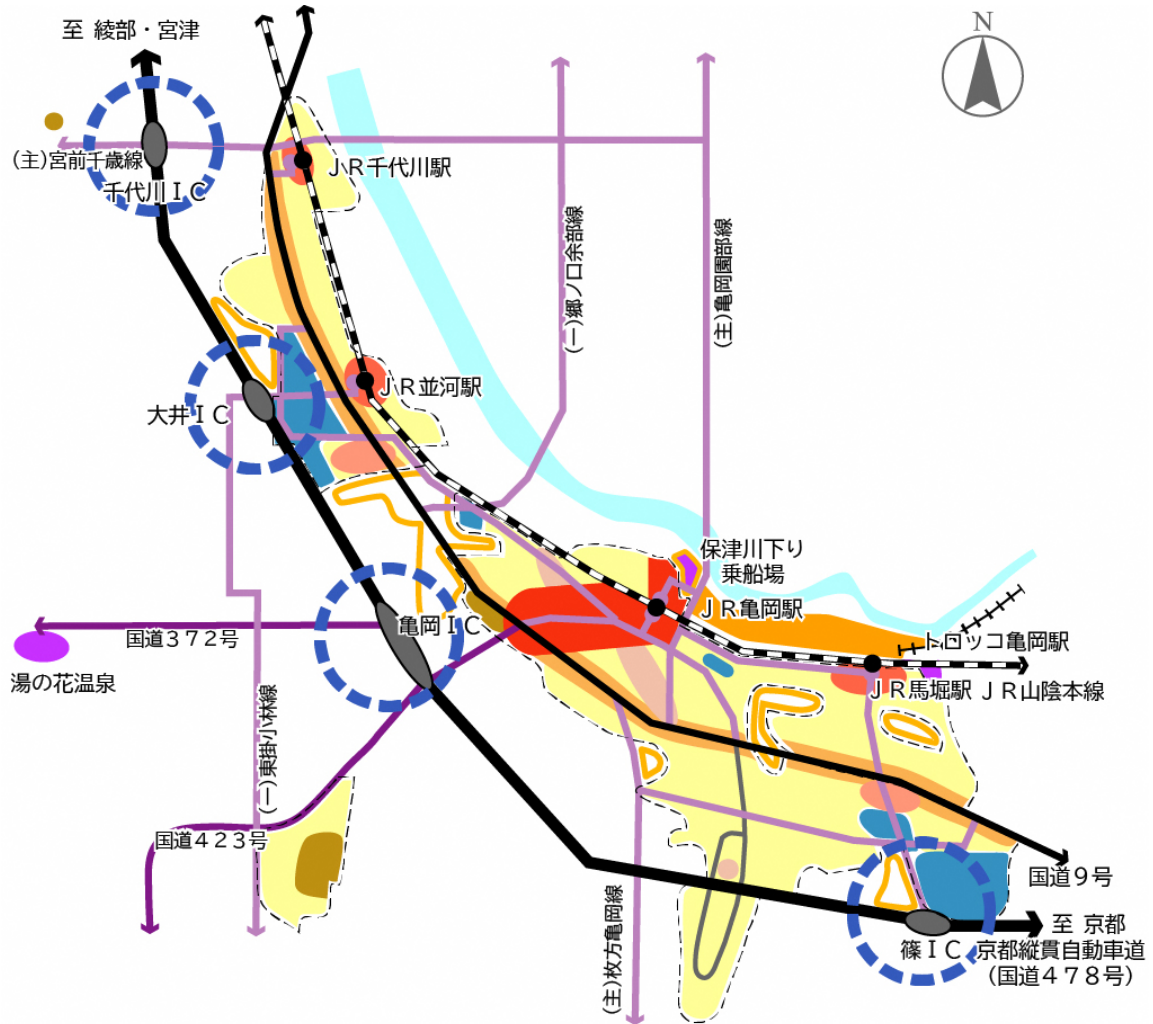 至 綾部・宮津
N
(主)宮前千歳線
千代川ＩＣ
ＪＲ千代川駅
(一)郷ノ口余部線
(主)亀岡園部線
ＪＲ並河駅
大井ＩＣ
保津川下り
乗船場
ＪＲ亀岡駅
亀岡ＩＣ
国道３７２号
湯の花温泉
トロッコ亀岡駅
ＪＲ馬堀駅
ＪＲ山陰本線
(一)東掛小林線
国道４２３号
国道９号
(主)枚方亀岡線
至 京都
篠ＩＣ
京都縦貫自動車道
(国道４７８号)